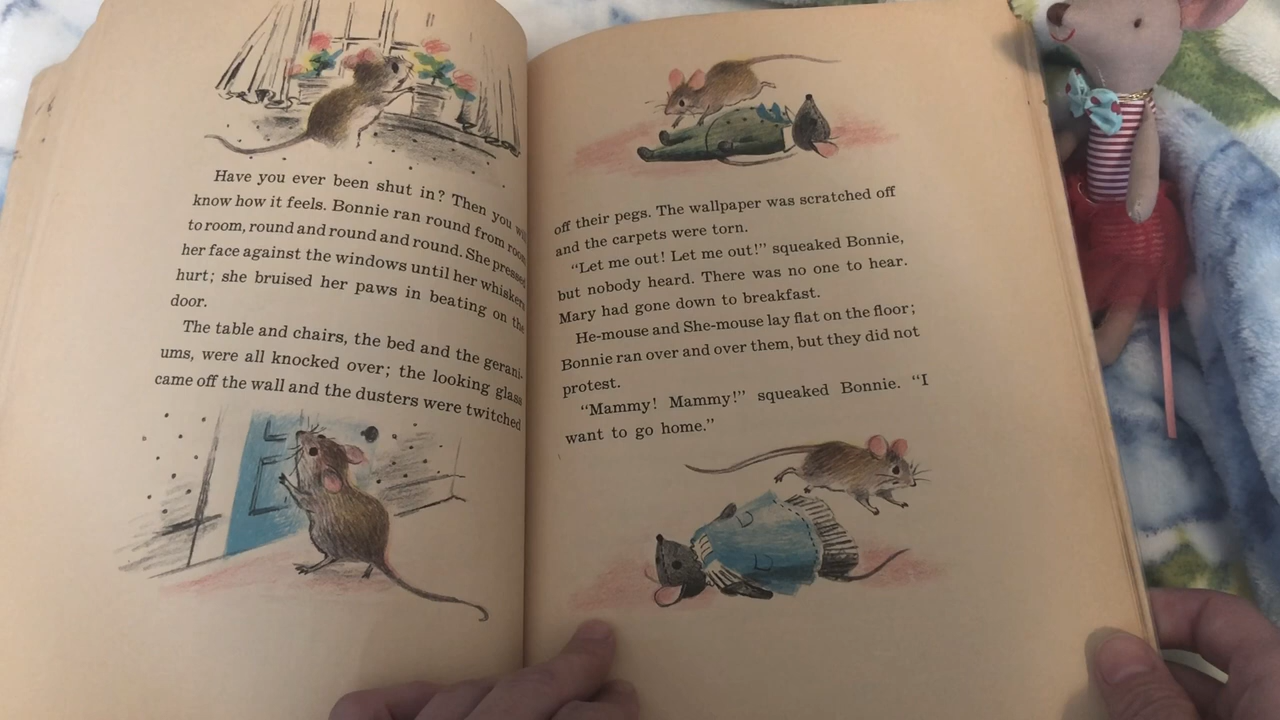 Have you ever been shut in? Then you will
know how it feels. Bonnie ran round from room
to room, round and round and round. She pressed
her face against the windows until her whiskers
hurt; she bruised her paws in beating on the
door.
The table and chairs, the bed and the gerani-
ums, were all knocked over; the looking glass
came off the wall and the dusters were twitched
off their pegs. The wallpaper was scratched off
and the carpets were torn.
"Let me out! Let me out!" squeaked Bonnie,
but nobody heard. There was no one to hear.
Mary had gone down to breakfast.
He-mouse and She-mouse lay flat on the floor;
Bonnie ran over and over them, but they did not
protest.
"Mammy! Mammy!" squeaked Bonnie. "I
want to go home."